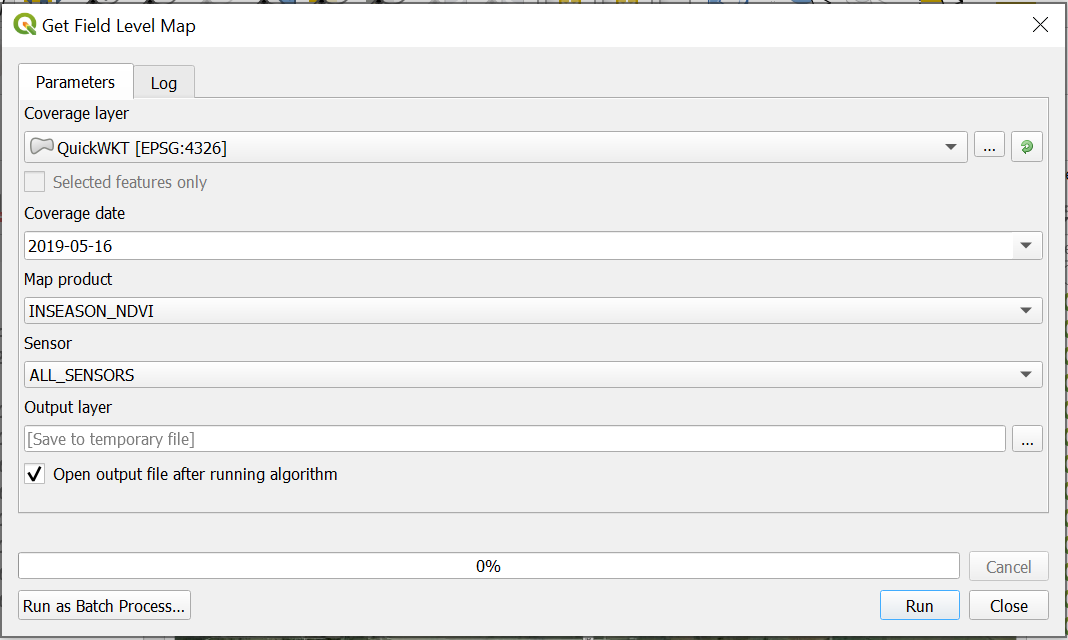 Get Field Level Map
Parameters
Log
Coverage layer
QuickWKT [EPSG:4326]
...
Selected features only
Coverage date
2019-05-16
Map product
INSEASON_NDVI
Sensor
ALL_SENSORS
Output layer
[Save to temporary file]
...
Open output file after running algorithm
0%
Cancel
Run as Batch Process...
Run
Close